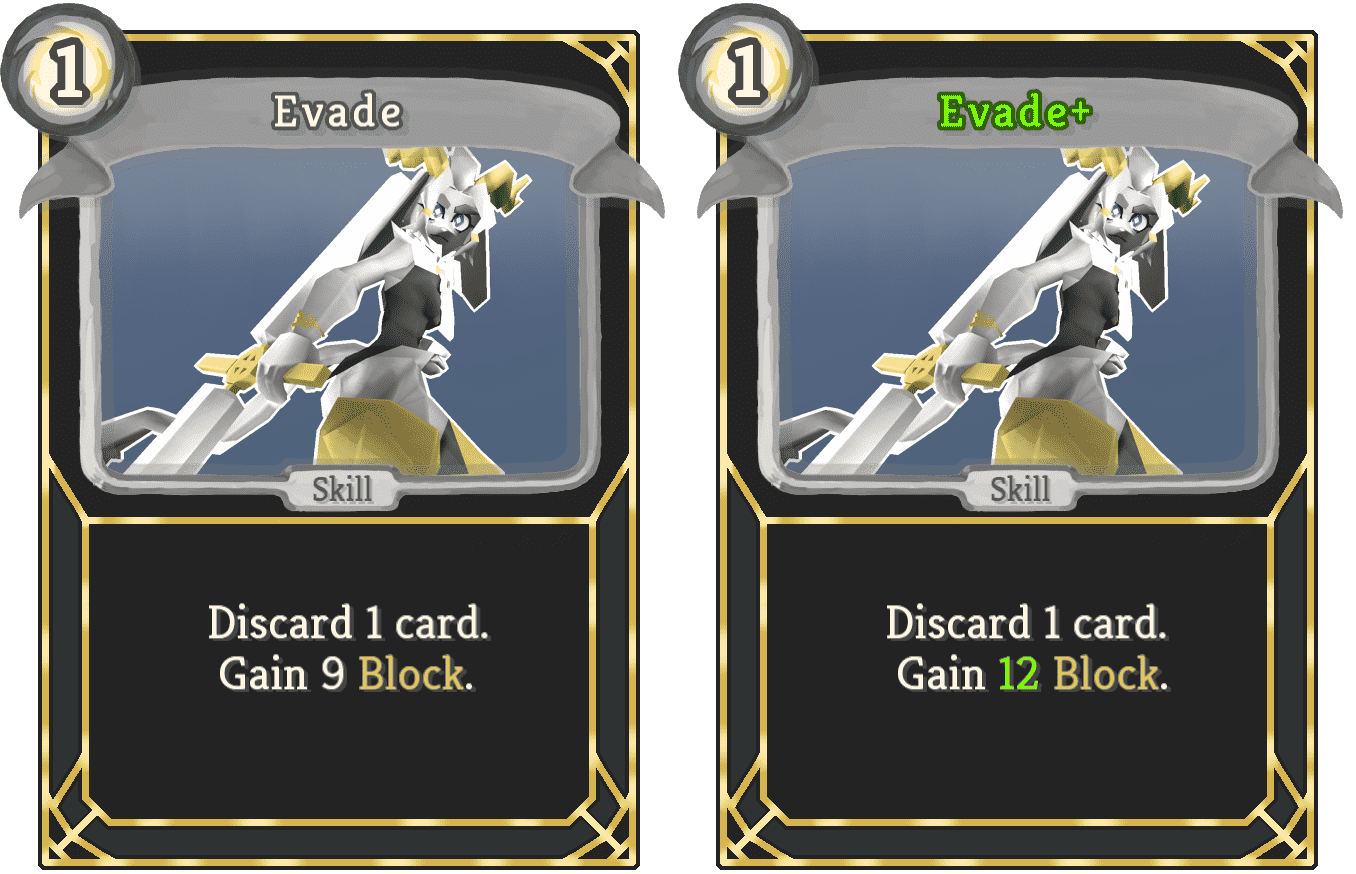 1
Evade
Skill
Discard 1 card.
Gain 9 Block.
1
Evade+
Skill
Discard 1 card.
Gain 12 Block.